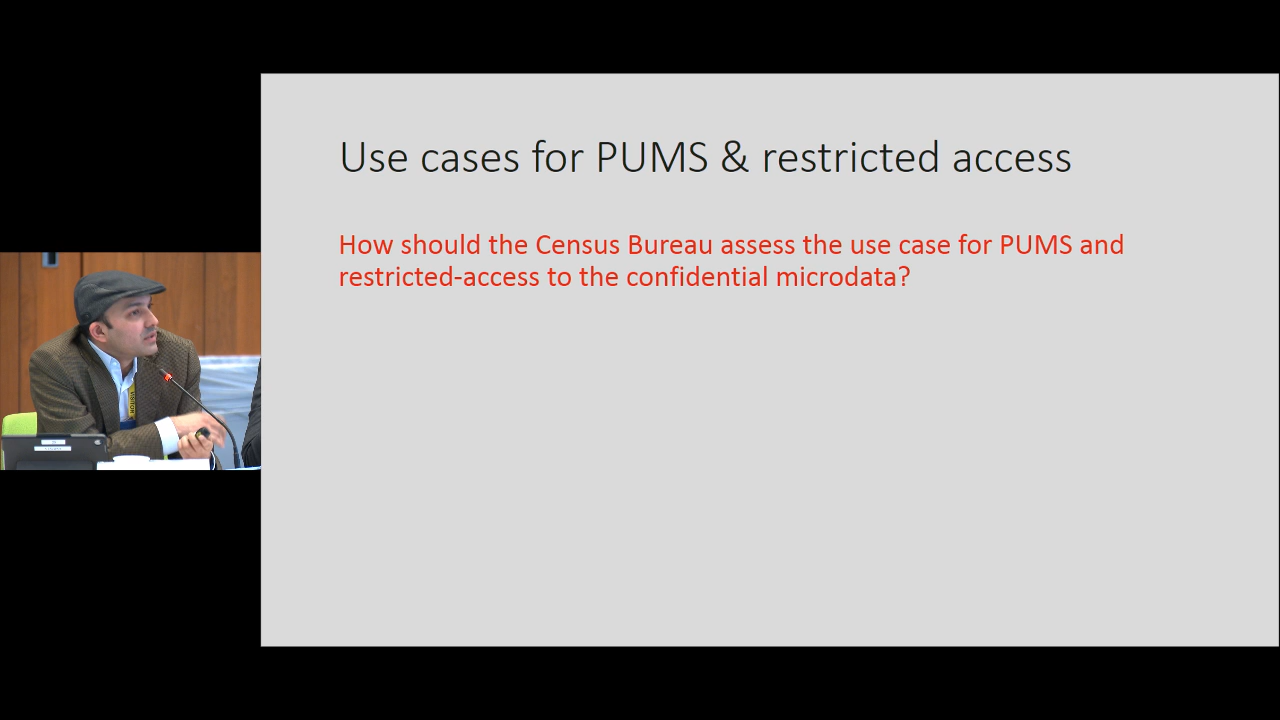 Use cases for PUMS & restricted access
How should the Census Bureau assess the use case for PUMS and
restricted-access to the confidential microdata?
VISITOR